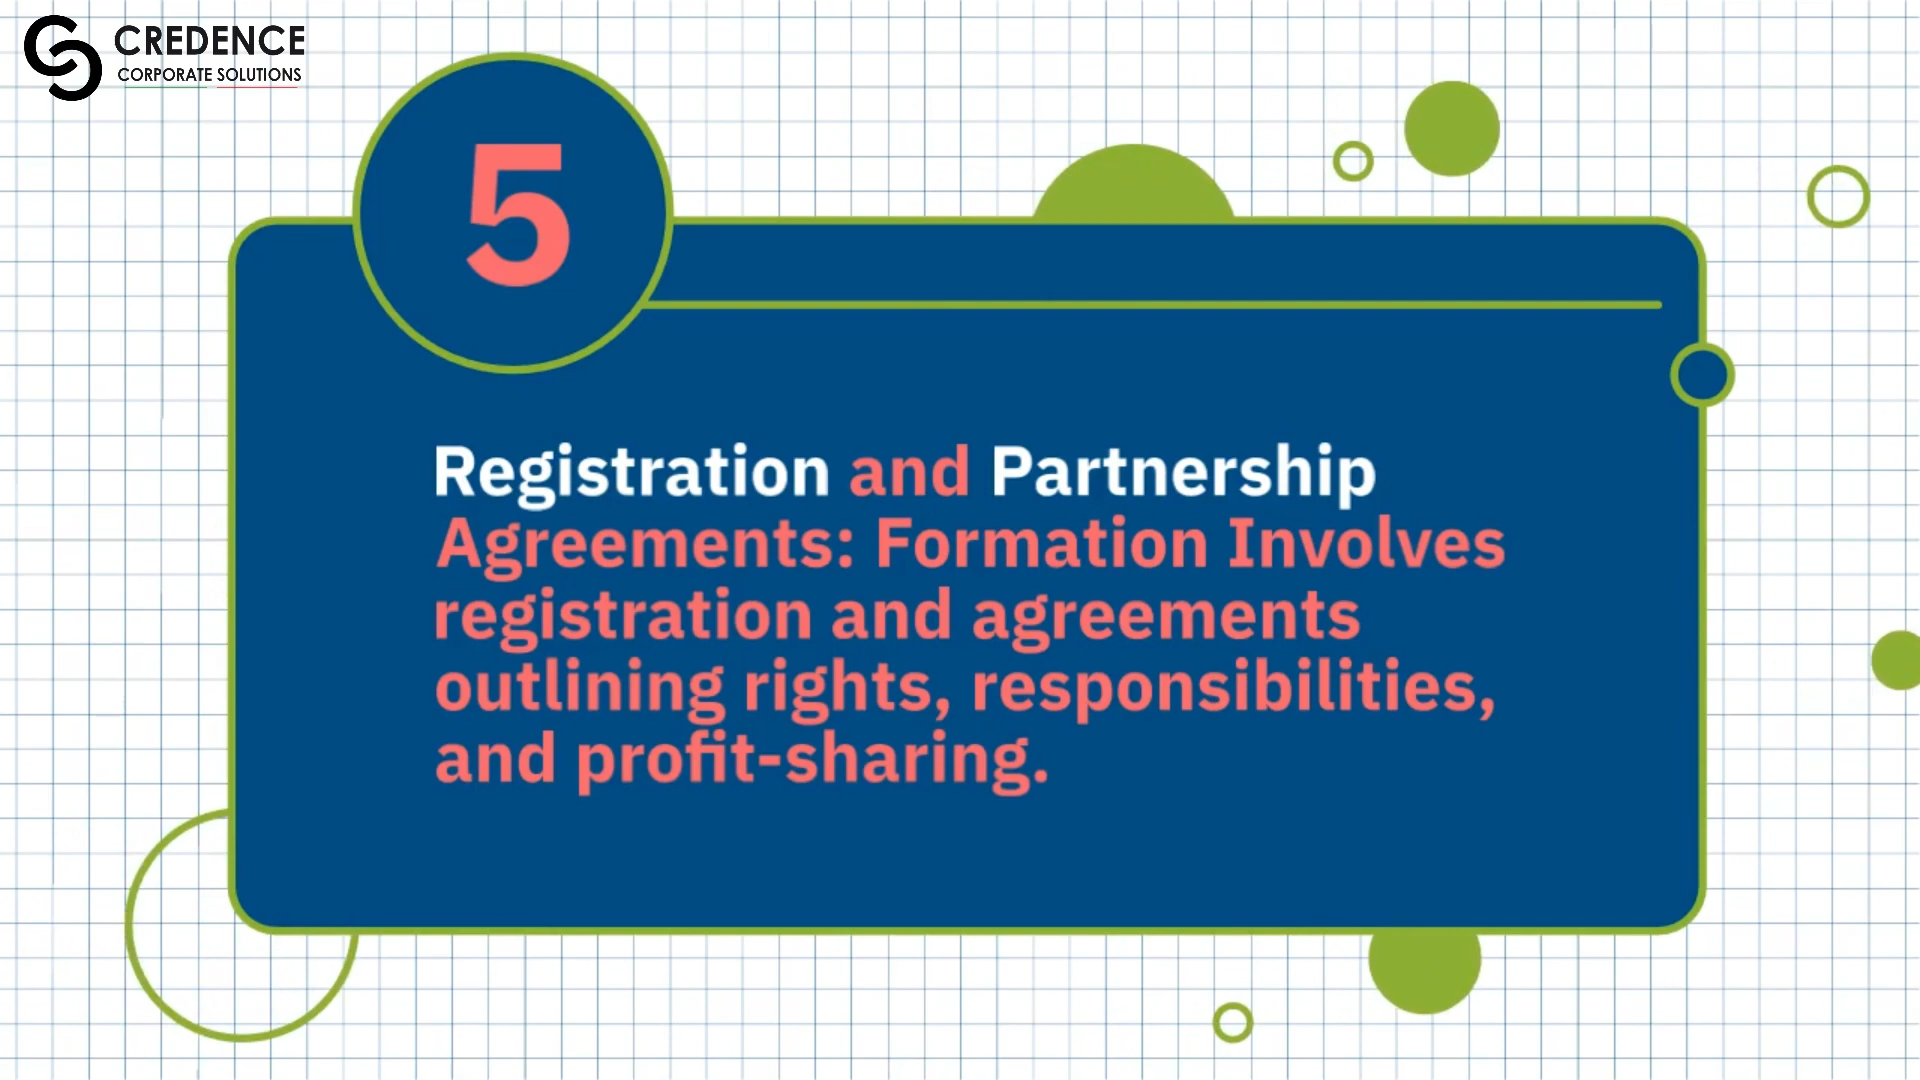 CREDENCE
CORPORATE SOLUTIONS
5
Registration and Partnership
Agreements: Formation Involves
registration and agreements
outlining rights, responsibilities,
and profit-sharing.